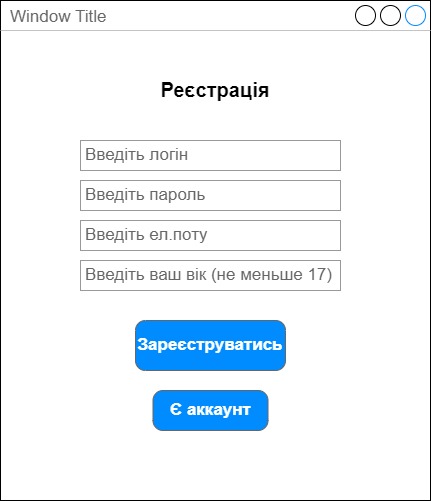 Window Title
Реєстрація
Введіть логін
Введіть пароль
Введіть ел.поту
Введіть ваш вік (не меньше 17)
Зареєструватись
Є аккаунт